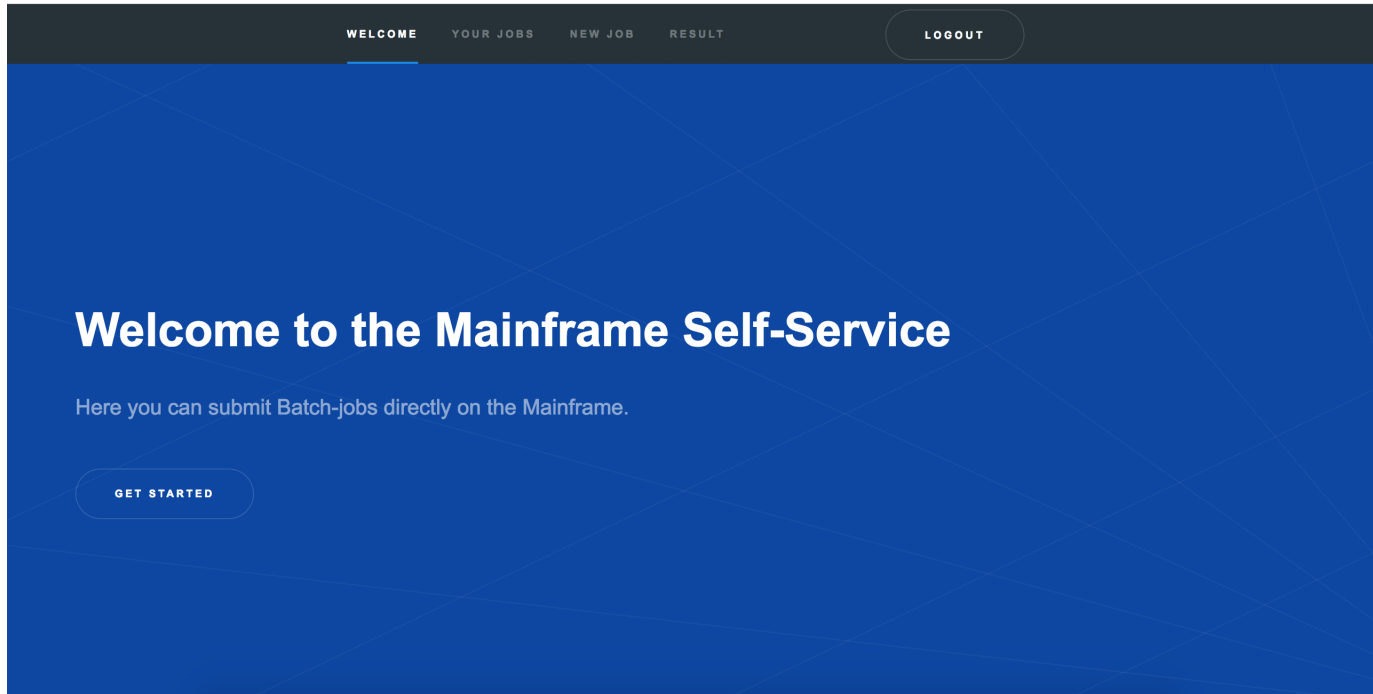 WELCOME YOUR JOBS NEW JOB RESULT LOGOUT
Welcome to the Mainframe Self-Service
Here you can submit Batch-jobs directly on the Mainframe.
GET STARTED